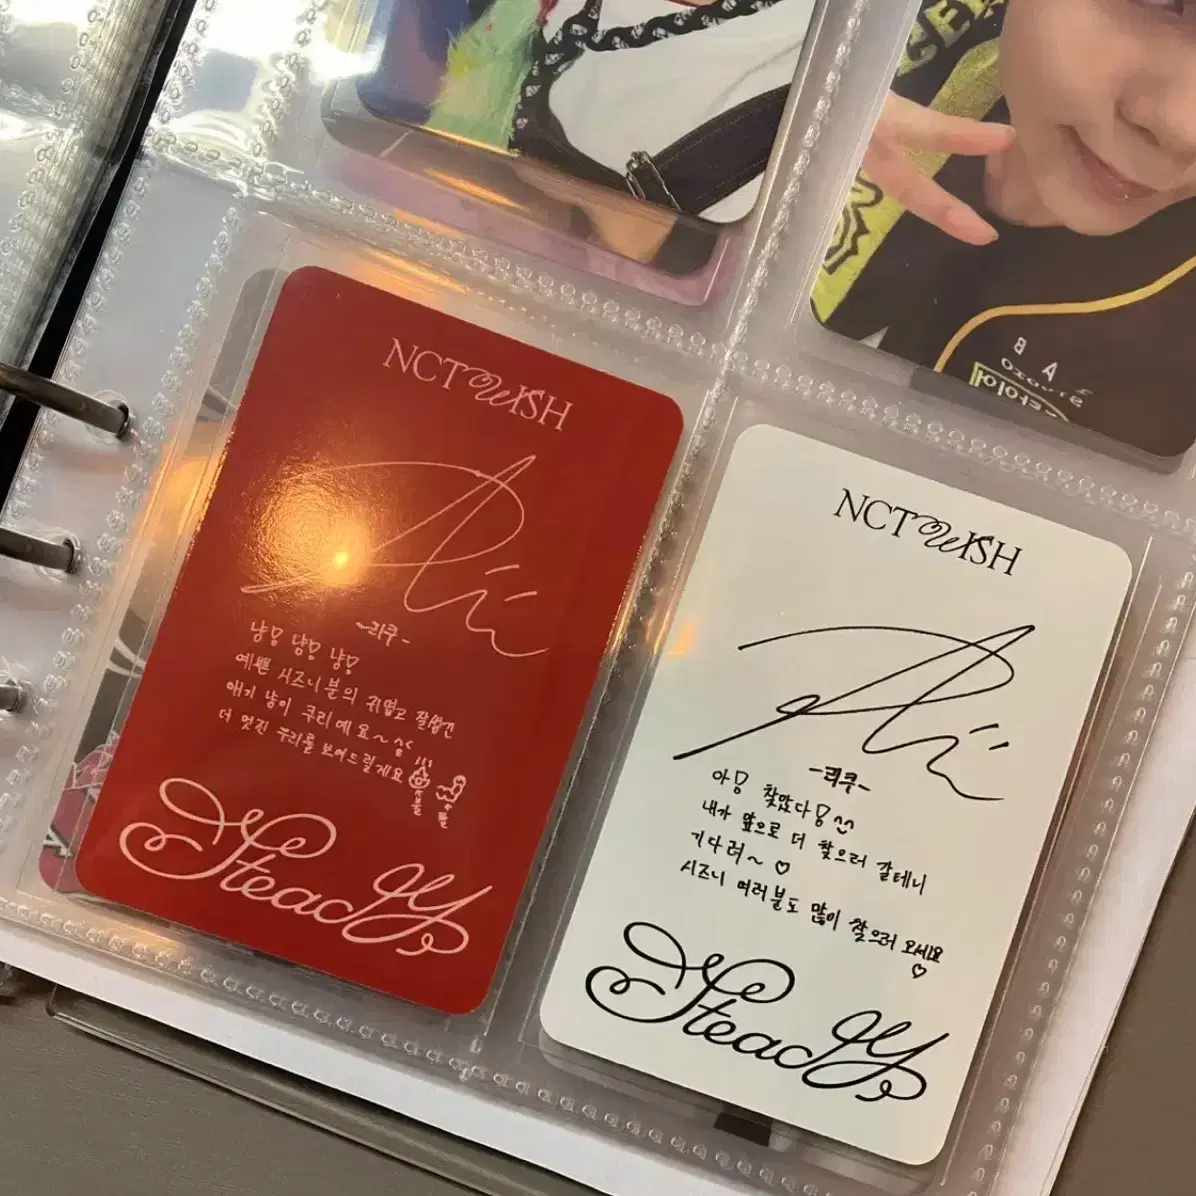 NCT WISH
~리쿠~
냥! 냥! 냥!
예쁜 시즈니분의 귀엽고 잘생긴
애기 냥이 쿠리예요~
더 멋진 쿠리를 보여드릴게요
Steady
NCT WISH
-리쿠-
아! 찾았다!
내가 앞으로 더 찾으러 갈테니
기다려~ ♡
시즈니 여러분도 많이 찾으러 오세요
♡
Steady